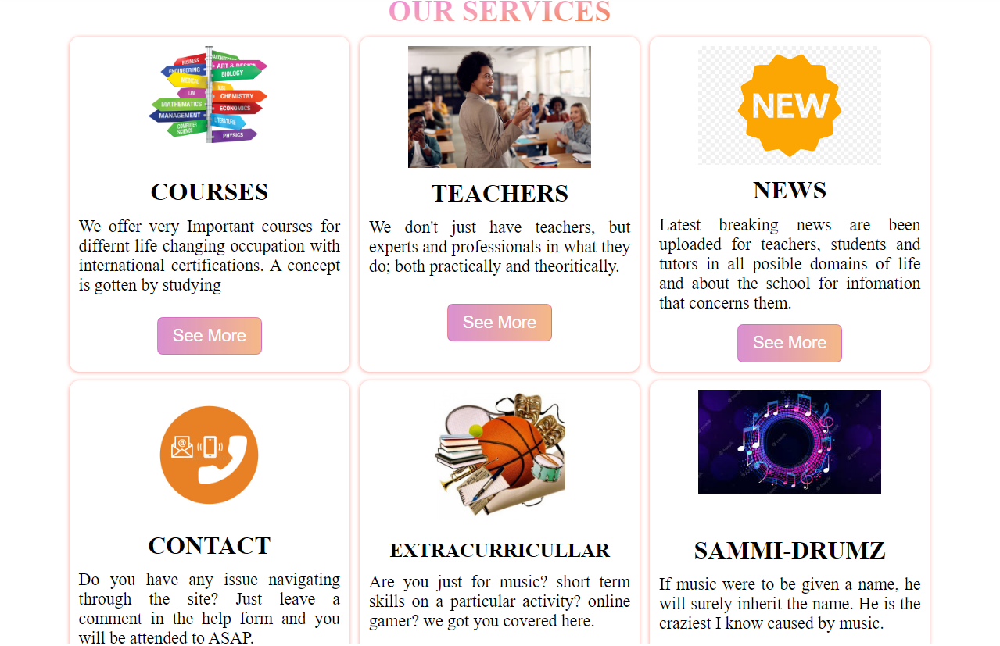 OUR SERVICES
BUSINESS
ENGINEERING
MEDICAL
LAW
MATHEMATICS
MANAGEMENT
COMPUTER
SCIENCE
ART & DESIGN
BIOLOGY
CHEMISTRY
ECONOMICS
LITERATURE
PHYSICS
COURSES
We offer very Important courses for
differnt life changing occupation with
international certifications. A concept
is gotten by studying
See More
TEACHERS
We don't just have teachers, but
experts and professionals in what they
do; both practically and theoritically.
See More
NEW
NEWS
Latest breaking news are been
uploaded for teachers, students and
tutors in all posible domains of life
and about the school for infomation
that concerns them.
See More
@
CONTACT
Do you have any issue navigating
through the site? Just leave a
comment in the help form and you
will be attended to ASAP.
EXTRACURRICULLAR
Are you just for music? short term
skills on a particular activity? online
gamer? we got you covered here.
SAMMI-DRUMZ
If music were to be given a name, he
will surely inherit the name. He is the
craziest I know caused by music.